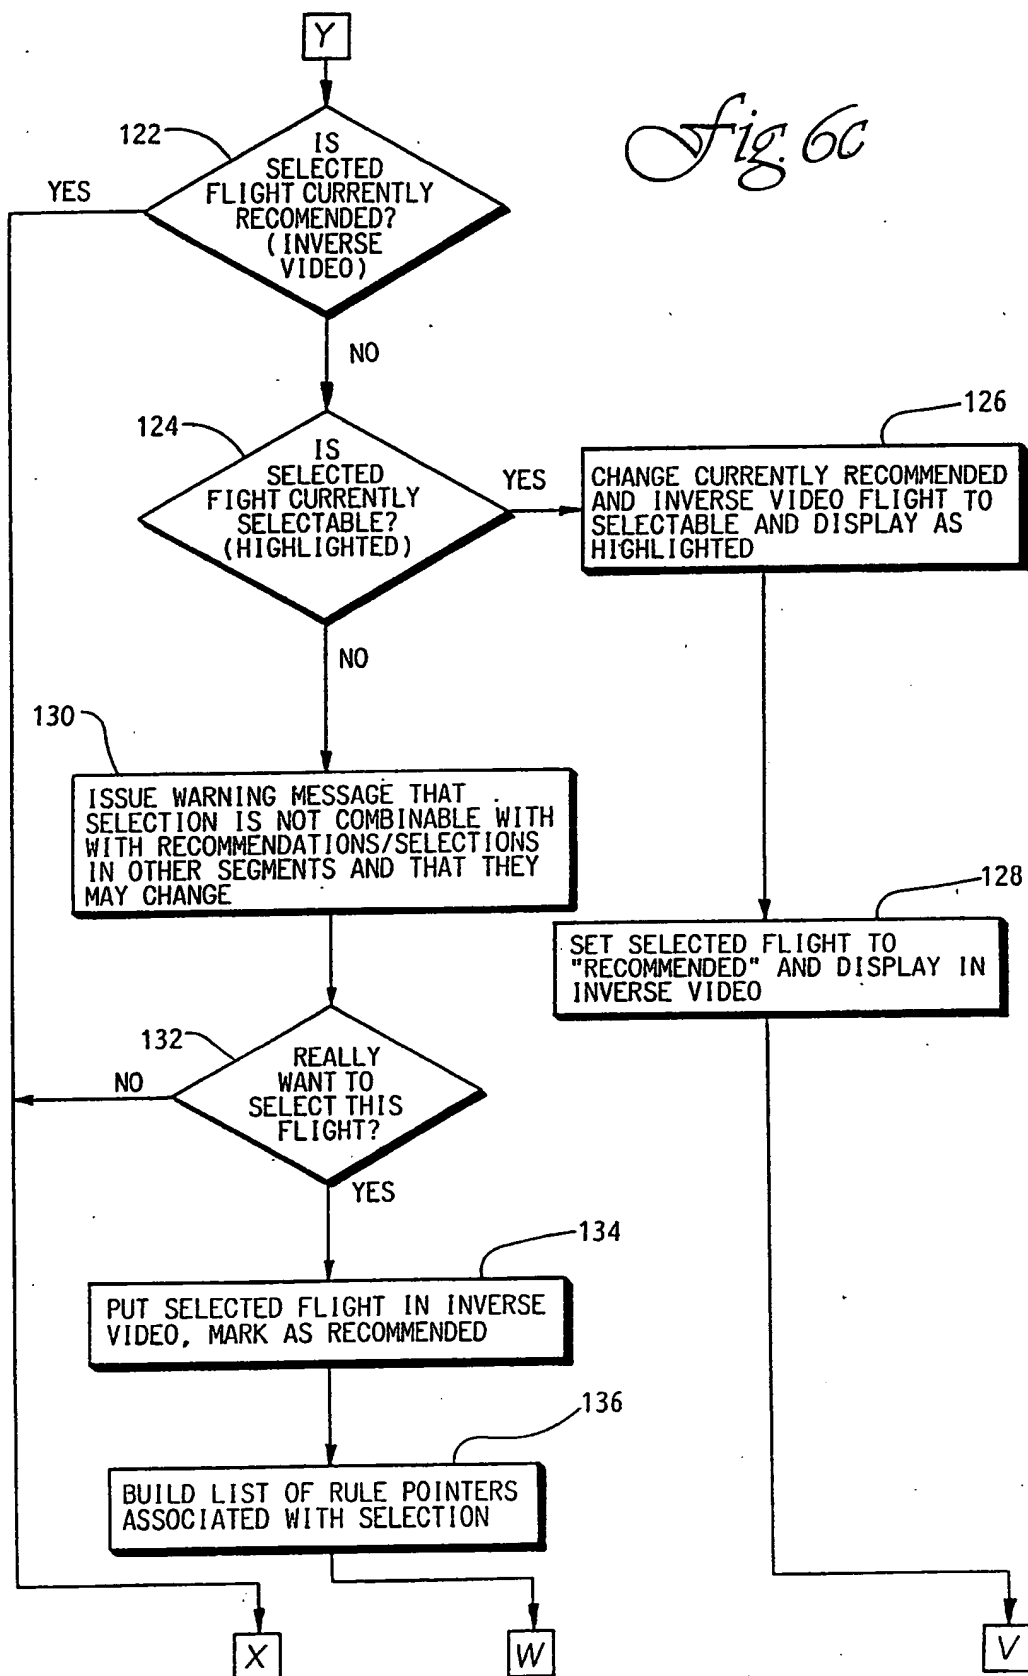 Y
Fig. 6c
122
IS
SELECTED
FLIGHT CURRENTLY
RECOMENDED?
(INVERSE
VIDEO)
YES
NO
124
IS
SELECTED
FIGHT CURRENTLY
SELECTABLE?
(HIGHLIGHTED)
YES
126
CHANGE CURRENTLY RECOMMENDED
AND INVERSE VIDEO FLIGHT TO
SELECTABLE AND DISPLAY AS
HIGHLIGHTED
NO
130
ISSUE WARNING MESSAGE THAT
SELECTION IS NOT COMBINABLE WITH
WITH RECOMMENDATIONS/SELECTIONS
IN OTHER SEGMENTS AND THAT THEY
MAY CHANGE
128
SET SELECTED FLIGHT TO
"RECOMMENDED" AND DISPLAY IN
INVERSE VIDEO
132
REALLY
WANT TO
SELECT THIS
FLIGHT?
NO
YES
134
PUT SELECTED FLIGHT IN INVERSE
VIDEO, MARK AS RECOMMENDED
136
BUILD LIST OF RULE POINTERS
ASSOCIATED WITH SELECTION
X
W
V